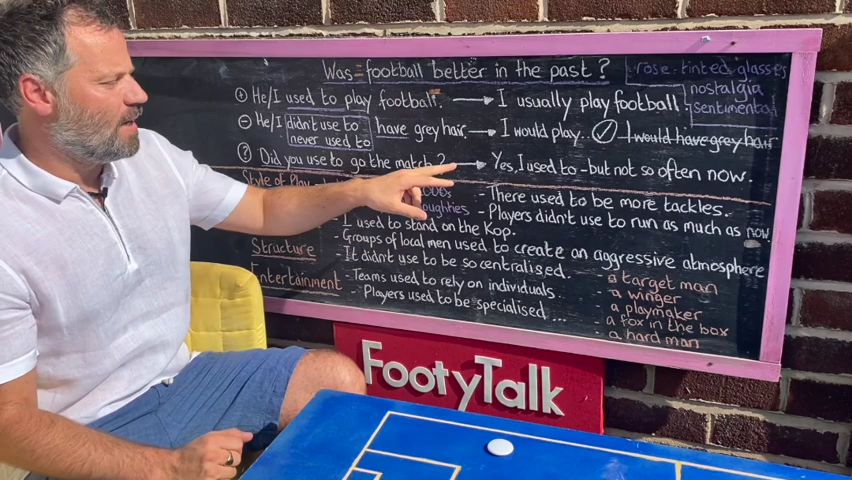 Was football better in the past?
rose-tinted glasses
nostalgia
sentimental
+ He/I used to play football. → I usually play football.
- He/I didn't use to
never used to
have grey hair. → I would play.. ✓ I would have grey hair
? Did you use to go the match? → Yes, I used to - but not so often now.
Style of Play
oughties
- There used to be more tackles.
- Players didn't use to run as much as now
- I used to stand on the Kop.
- Groups of local men used to create an aggressive atmosphere
Structure
- It didn't use to be so centralised.
Entertainment
- Teams used to rely on individuals.
- Players used to be specialised.
- a target man
- a winger
- a playmaker
- a fox in the box
- a hard man
FootyTalk